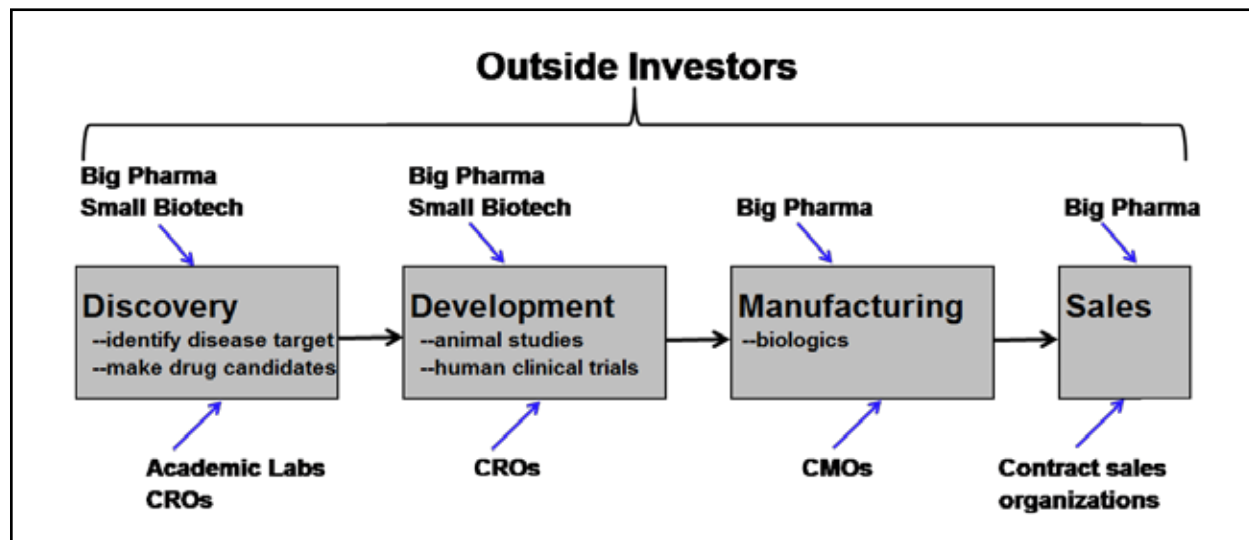 Outside Investors
Big Pharma
Small Biotech
Big Pharma
Small Biotech
Big Pharma
Big Pharma
Discovery
--identify disease target
--make drug candidates
Development
--animal studies
--human clinical trials
Manufacturing
--biologics
Sales
Academic Labs
CROs
CROs
CMOs
Contract sales
organizations